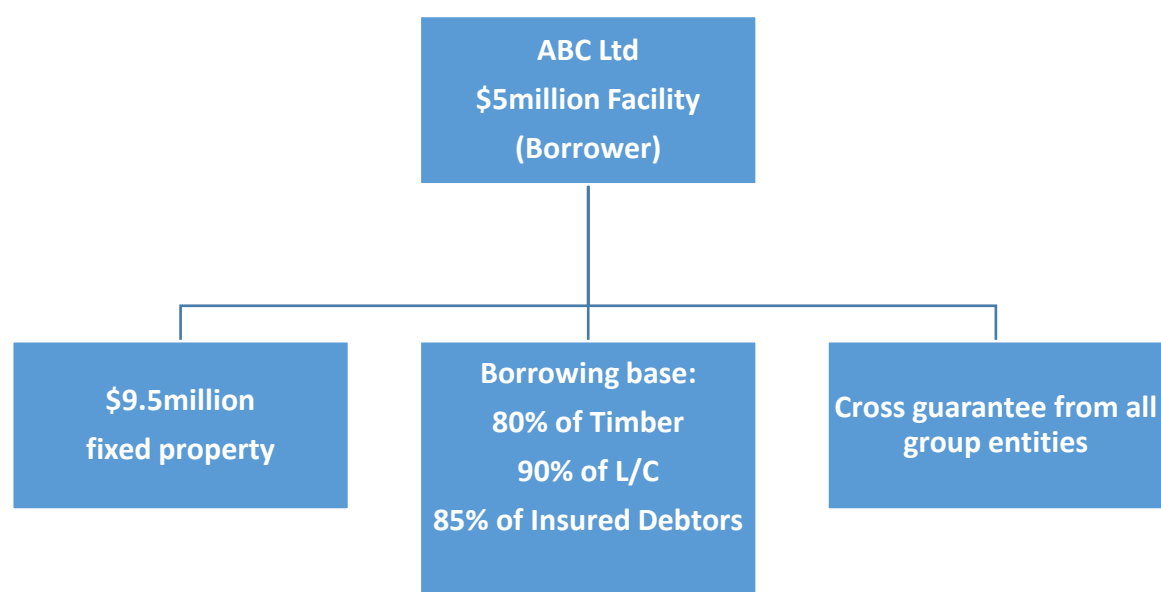 ABC Ltd
$5million Facility
(Borrower)
$9.5million
fixed property
Borrowing base:
80% of Timber
90% of L/C
85% of Insured Debtors
Cross guarantee from all
group entities